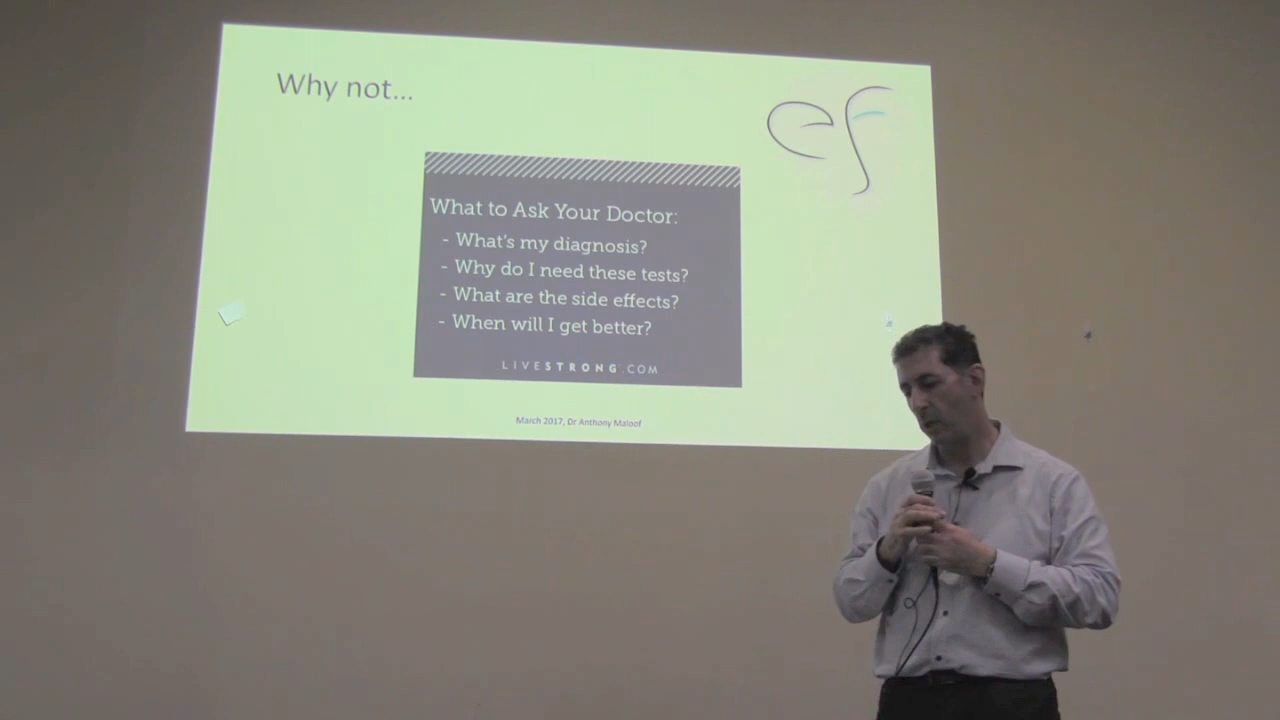 Why not...
ef
What to Ask Your Doctor:
- What's my diagnosis?
- Why do I need these tests?
- What are the side effects?
- When will I get better?
LIVESTRONG.COM
March 2017, Dr Anthony Maloof